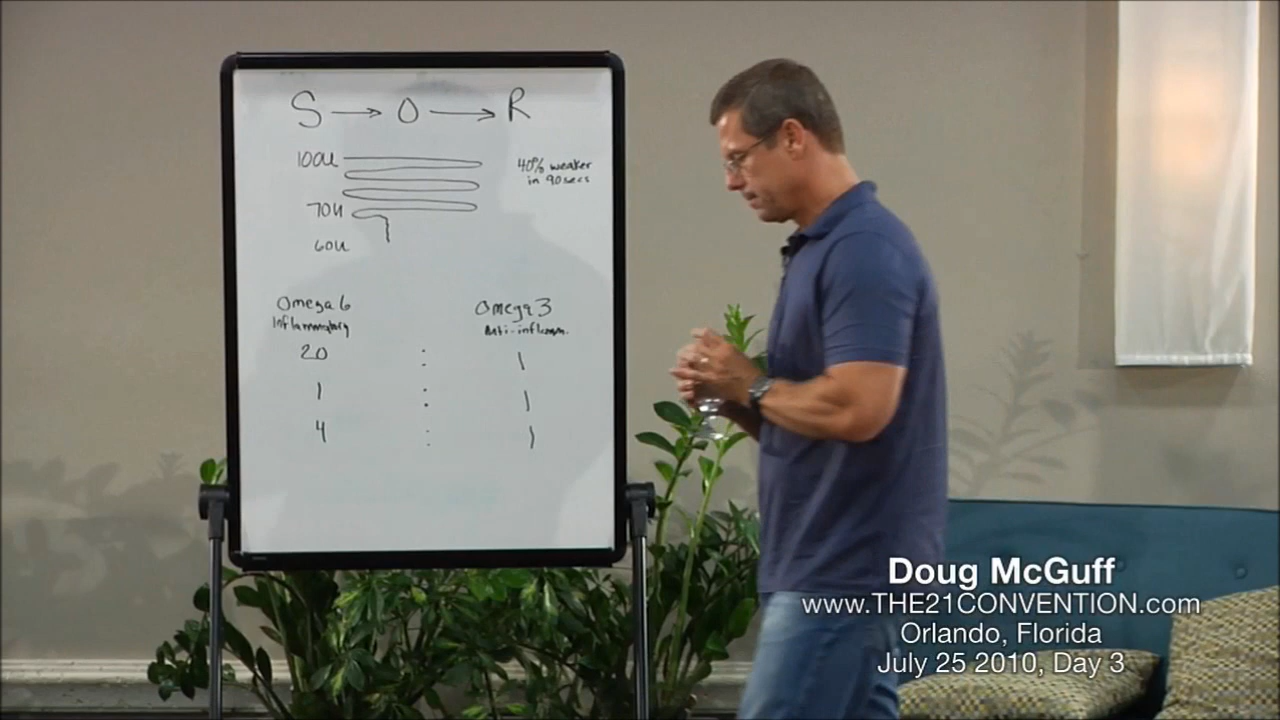 S → O → R
100u
40% weaker
in 90secs
70u
60u
Omega 6 Omega 3
Inflammatory Anti-inflamm.
20 : 1
1 : 1
4 : 1
Doug McGuff
www.THE21CONVENTION.com
Orlando, Florida
July 25 2010, Day 3